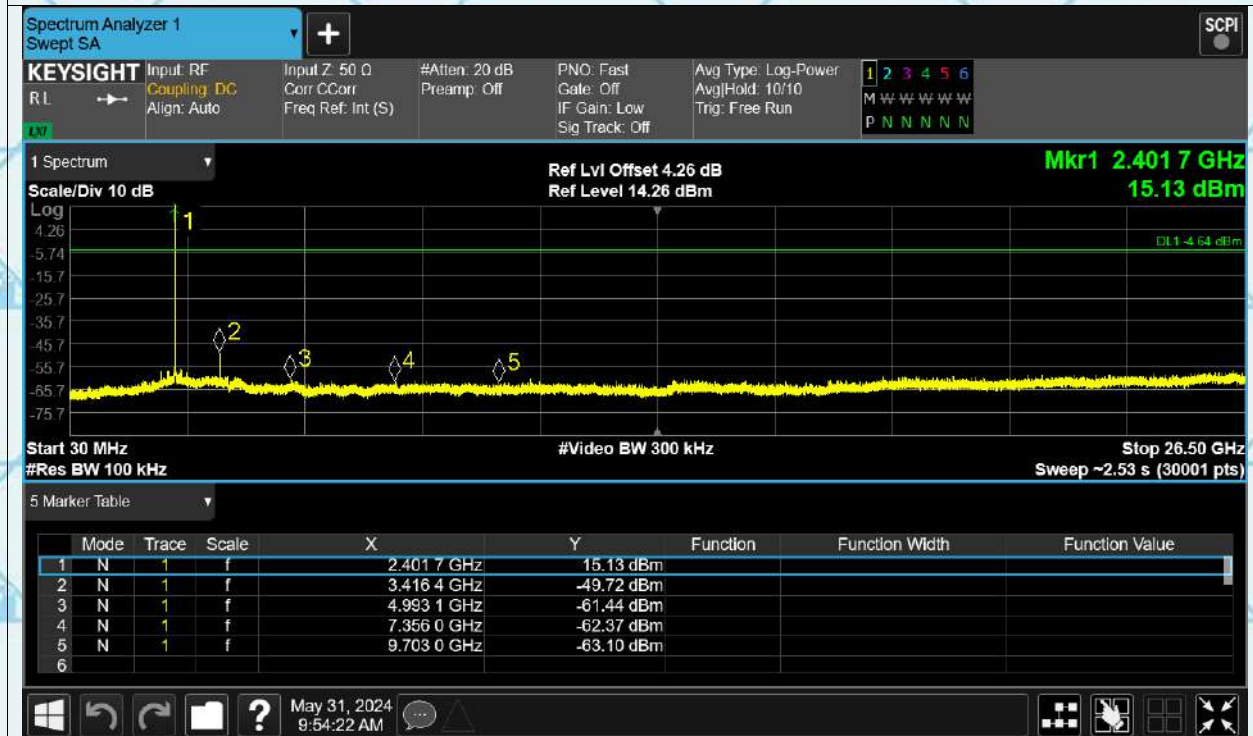 Spectrum Analyzer 1
Swept SA
+
SCPI
KEYSIGHT
RL
LXI
Input: RF
Coupling: DC
Align: Auto
Input Z: 50 Ω
Corr CCorr
Freq Ref: Int (S)
#Atten: 20 dB
Preamp: Off
PNO: Fast
Gate: Off
IF Gain: Low
Sig Track: Off
Avg Type: Log-Power
Avg|Hold: 10/10
Trig: Free Run
1 2 3 4 5 6
M W W W W W
P N N N N N
1 Spectrum
Scale/Div 10 dB
Ref Lvl Offset 4.26 dB
Ref Level 14.26 dBm
Mkr1 2.401 7 GHz
15.13 dBm
Log
4.26
-5.74
-15.7
-25.7
-35.7
-45.7
-55.7
-65.7
-75.7
1
2
3
4
5
DL1 -4.64 dBm
Start 30 MHz
#Video BW 300 kHz
Stop 26.50 GHz
#Res BW 100 kHz
Sweep ~2.53 s (30001 pts)
5 Marker Table
Mode Trace Scale X Y Function Function Width Function Value
1 N 1 f 2.401 7 GHz 15.13 dBm
2 N 1 f 3.416 4 GHz -49.72 dBm
3 N 1 f 4.993 1 GHz -61.44 dBm
4 N 1 f 7.356 0 GHz -62.37 dBm
5 N 1 f 9.703 0 GHz -63.10 dBm
6
?
May 31, 2024
9:54:22 AM